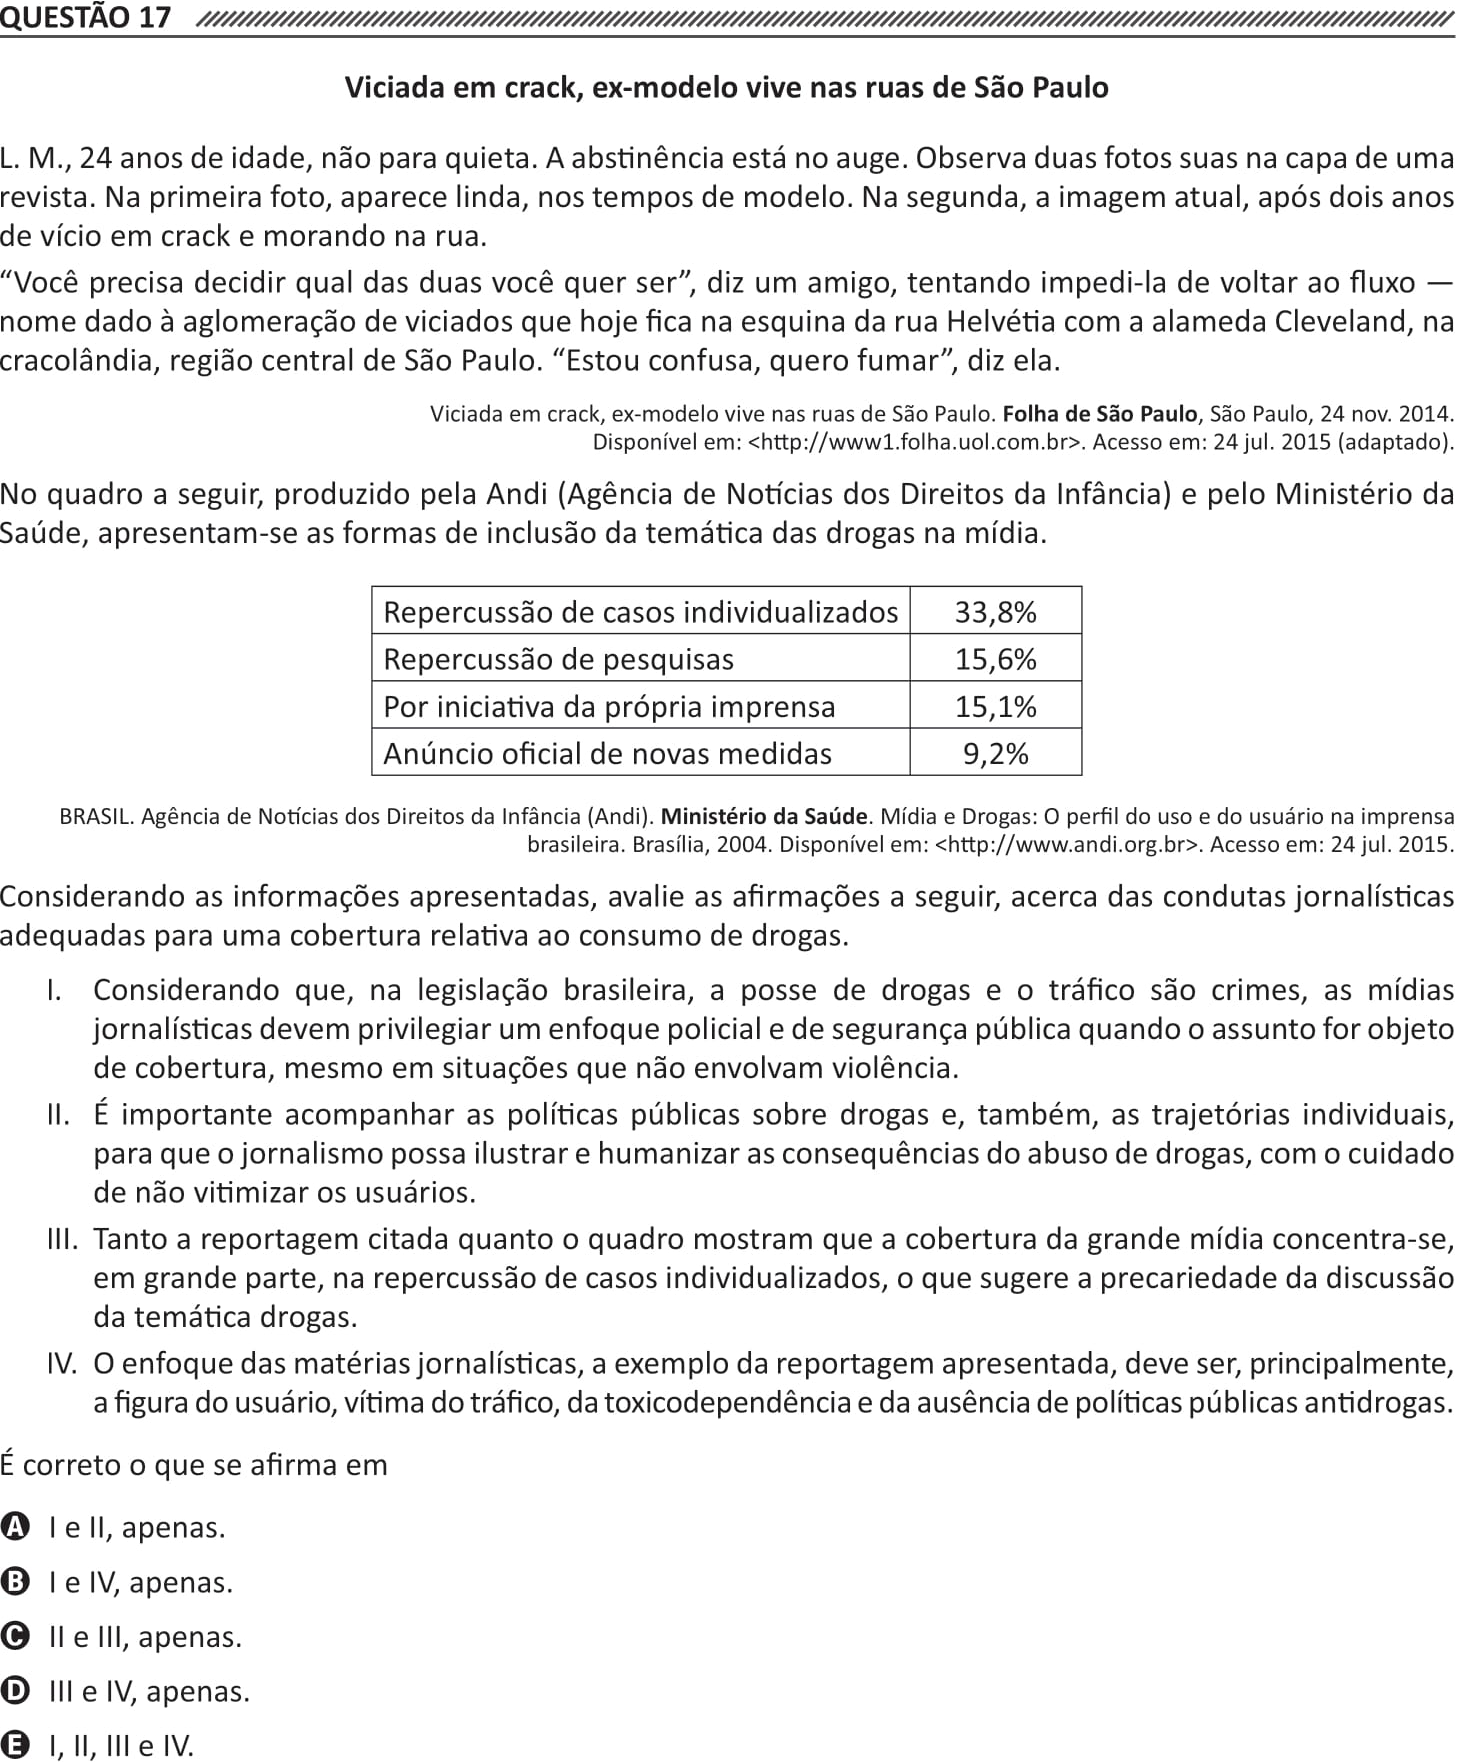 QUESTÃO 17
Viciada em crack, ex-modelo vive nas ruas de São Paulo
L. M., 24 anos de idade, não para quieta. A abstinência está no auge. Observa duas fotos suas na capa de uma
revista. Na primeira foto, aparece linda, nos tempos de modelo. Na segunda, a imagem atual, após dois anos
de vício em crack e morando na rua.
“Você precisa decidir qual das duas você quer ser”, diz um amigo, tentando impedi-la de voltar ao fluxo —
nome dado à aglomeração de viciados que hoje fica na esquina da rua Helvétia com a alameda Cleveland, na
cracolândia, região central de São Paulo. “Estou confusa, quero fumar”, diz ela.
Viciada em crack, ex-modelo vive nas ruas de São Paulo. Folha de São Paulo, São Paulo, 24 nov. 2014.
Disponível em: <http://www1.folha.uol.com.br>. Acesso em: 24 jul. 2015 (adaptado).
No quadro a seguir, produzido pela Andi (Agência de Notícias dos Direitos da Infância) e pelo Ministério da
Saúde, apresentam-se as formas de inclusão da temática das drogas na mídia.
Repercussão de casos individualizados 33,8%
Repercussão de pesquisas 15,6%
Por iniciativa da própria imprensa 15,1%
Anúncio oficial de novas medidas 9,2%
BRASIL. Agência de Notícias dos Direitos da Infância (Andi). Ministério da Saúde. Mídia e Drogas: O perfil do uso e do usuário na imprensa
brasileira. Brasília, 2004. Disponível em: <http://www.andi.org.br>. Acesso em: 24 jul. 2015.
Considerando as informações apresentadas, avalie as afirmações a seguir, acerca das condutas jornalísticas
adequadas para uma cobertura relativa ao consumo de drogas.
I. Considerando que, na legislação brasileira, a posse de drogas e o tráfico são crimes, as mídias
jornalísticas devem privilegiar um enfoque policial e de segurança pública quando o assunto for objeto
de cobertura, mesmo em situações que não envolvam violência.
II. É importante acompanhar as políticas públicas sobre drogas e, também, as trajetórias individuais,
para que o jornalismo possa ilustrar e humanizar as consequências do abuso de drogas, com o cuidado
de não vitimizar os usuários.
III. Tanto a reportagem citada quanto o quadro mostram que a cobertura da grande mídia concentra-se,
em grande parte, na repercussão de casos individualizados, o que sugere a precariedade da discussão
da temática drogas.
IV. O enfoque das matérias jornalísticas, a exemplo da reportagem apresentada, deve ser, principalmente,
a figura do usuário, vítima do tráfico, da toxicodependência e da ausência de políticas públicas antidrogas.
É correto o que se afirma em
A I e II, apenas.
B I e IV, apenas.
C II e III, apenas.
D III e IV, apenas.
E I, II, III e IV.